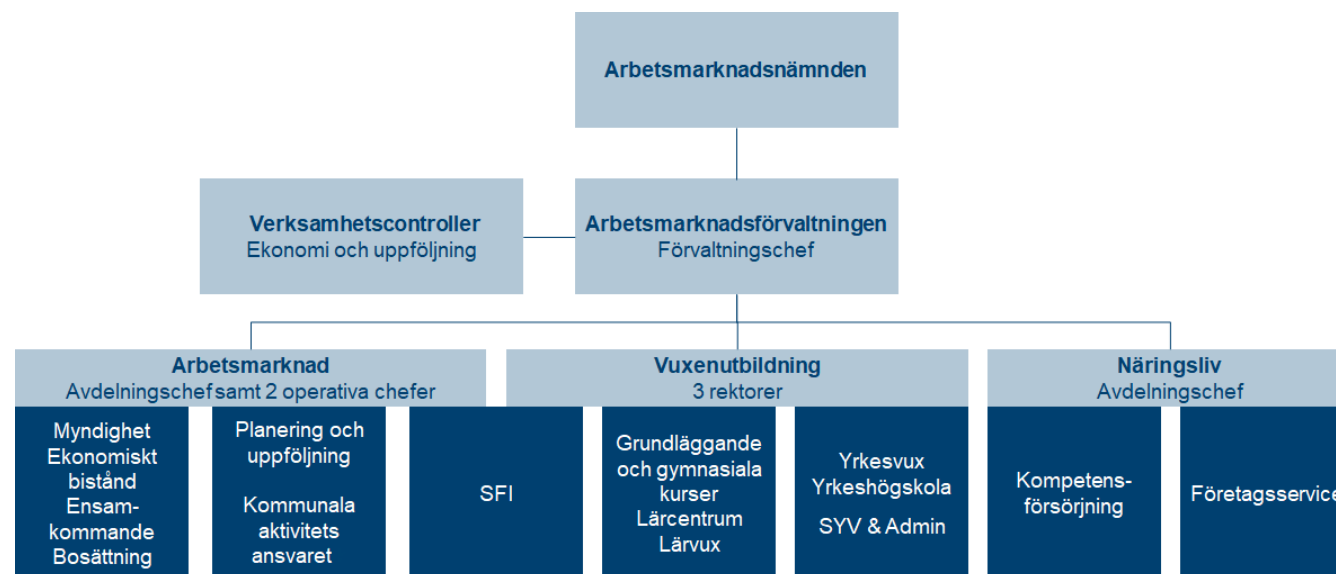 Arbetsmarknadsnämnden
Verksamhetscontroller
Ekonomi och uppföljning
Arbetsmarknadsförvaltningen
Förvaltningschef
Arbetsmarknad
Avdelningschef samt 2 operativa chefer
Vuxenutbildning
3 rektorer
Näringsliv
Avdelningschef
Myndighet
Ekonomiskt
bistånd
Ensam-
kommande
Bosättning
Planering och
uppföljning
Kommunala
aktivitets
ansvaret
SFI
Grundläggande
och gymnasiala
kurser
Lärcentrum
Lärvux
Yrkesvux
Yrkeshögskola
SYV & Admin
Kompetens-
försörjning
Företagsservice